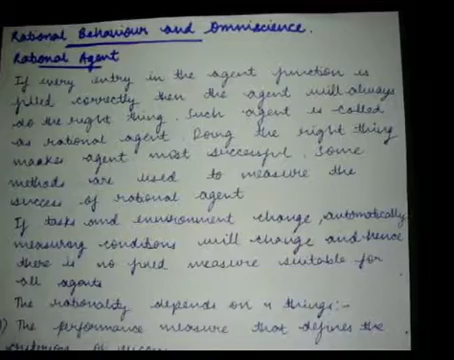 Rational Behaviour and Omniscience.
Rational Agent
If every entry in the agent function is
filled correctly then the agent will always
do the right thing. Such agent is called
as rational agent. Doing the right thing
makes agent most successful. Some
methods are used to measure the
success of rational agent
If tasks and environment change, automatically
measuring conditions will change and hence
there is no fixed measure suitable for
all agents
The rationality depends on 4 things:-
1) The performance measure that defines the
criterion of success